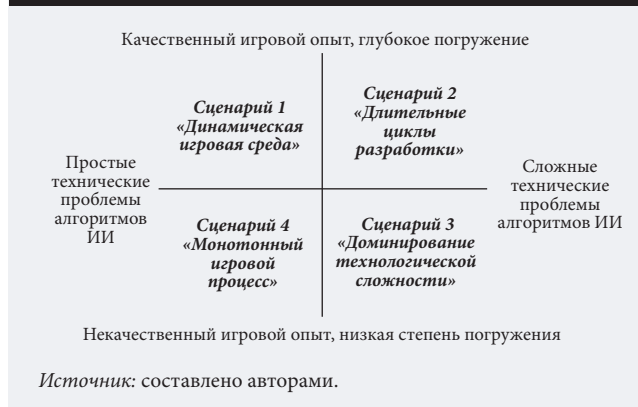 Качественный игровой опыт, глубокое погружение
Сценарий 1
«Динамическая
игровая среда»
Сценарий 2
«Длительные
циклы
разработки»
Простые
технические
проблемы
алгоритмов
ИИ
Сложные
технические
проблемы
алгоритмов ИИ
Сценарий 4
«Монотонный
игровой
процесс»
Сценарий 3
«Доминирование
технологической
сложности»
Некачественный игровой опыт, низкая степень погружения
Источник: составлено авторами.